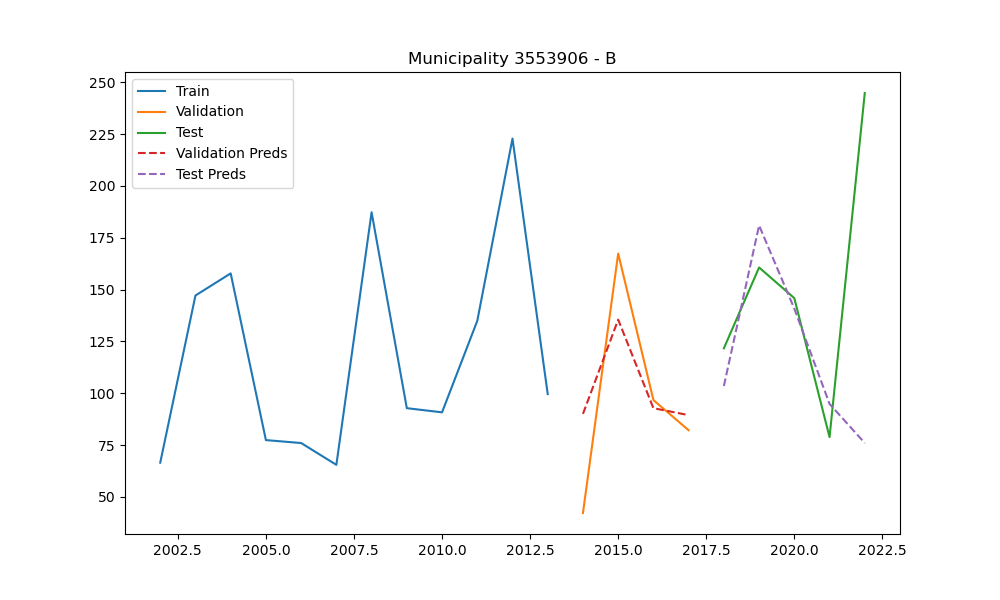 Municipality 3553906 - B
250
225
200
175
150
125
100
75
50
Train
Validation
Test
Validation Preds
Test Preds
2002.5 2005.0 2007.5 2010.0 2012.5 2015.0 2017.5 2020.0 2022.5